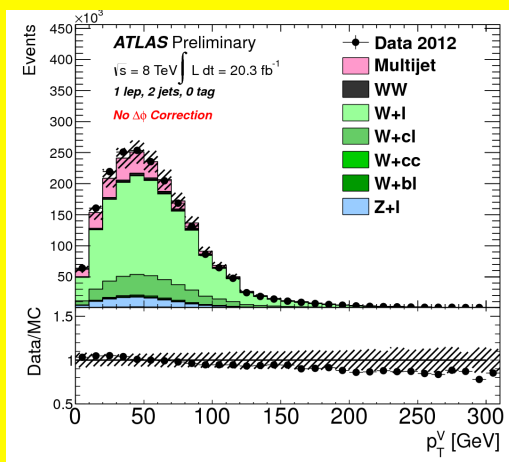 ×10³
Events
450
400
350
300
250
200
150
100
50
ATLAS Preliminary
√s = 8 TeV ∫ L dt = 20.3 fb⁻¹
1 lep, 2 jets, 0 tag
No Δϕ Correction
Data 2012
Multijet
WW
W+l
W+cl
W+cc
W+bl
Z+l
Data/MC
1.5
1
0.5
0 50 100 150 200 250 300
p_T^V [GeV]